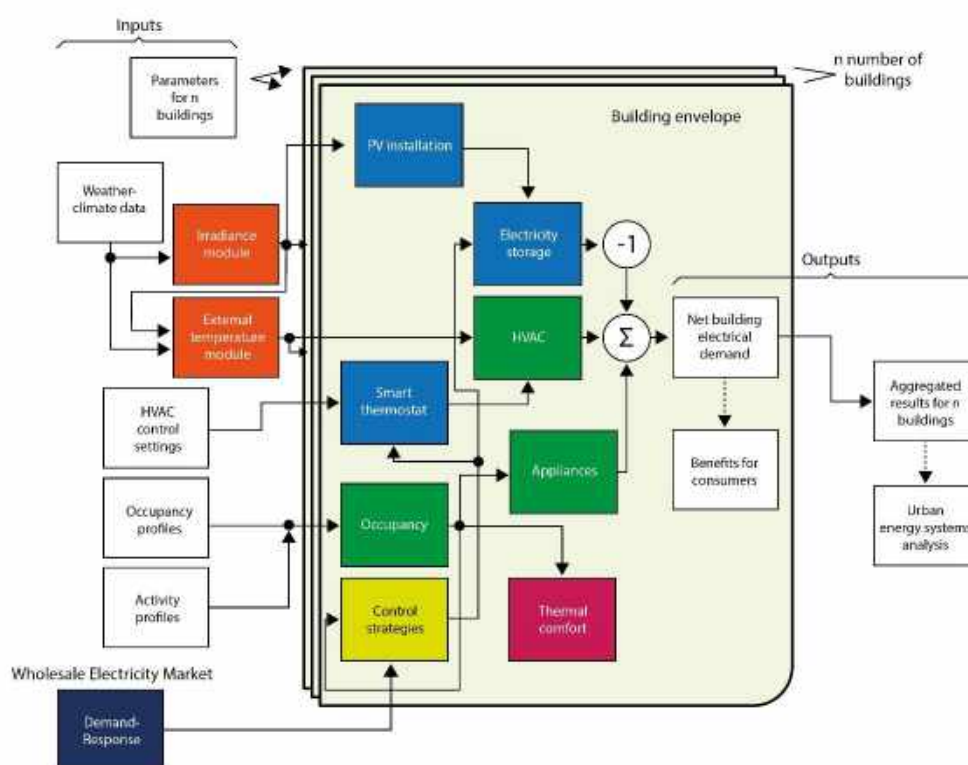 Inputs
Parameters
for n
buildings
n number of
buildings
Building envelope
PV installation
Weather-
climate data
Irradiance
module
Electricity
storage
-1
Outputs
External
temperature
module
HVAC
Σ
Net building
electrical
demand
HVAC
control
settings
Smart
thermostat
Aggregated
results for n
buildings
Appliances
Benefits for
consumers
Occupancy
profiles
Occupancy
Urban
energy systems
analysis
Activity
profiles
Control
strategies
Thermal
comfort
Wholesale Electricity Market
Demand-
Response